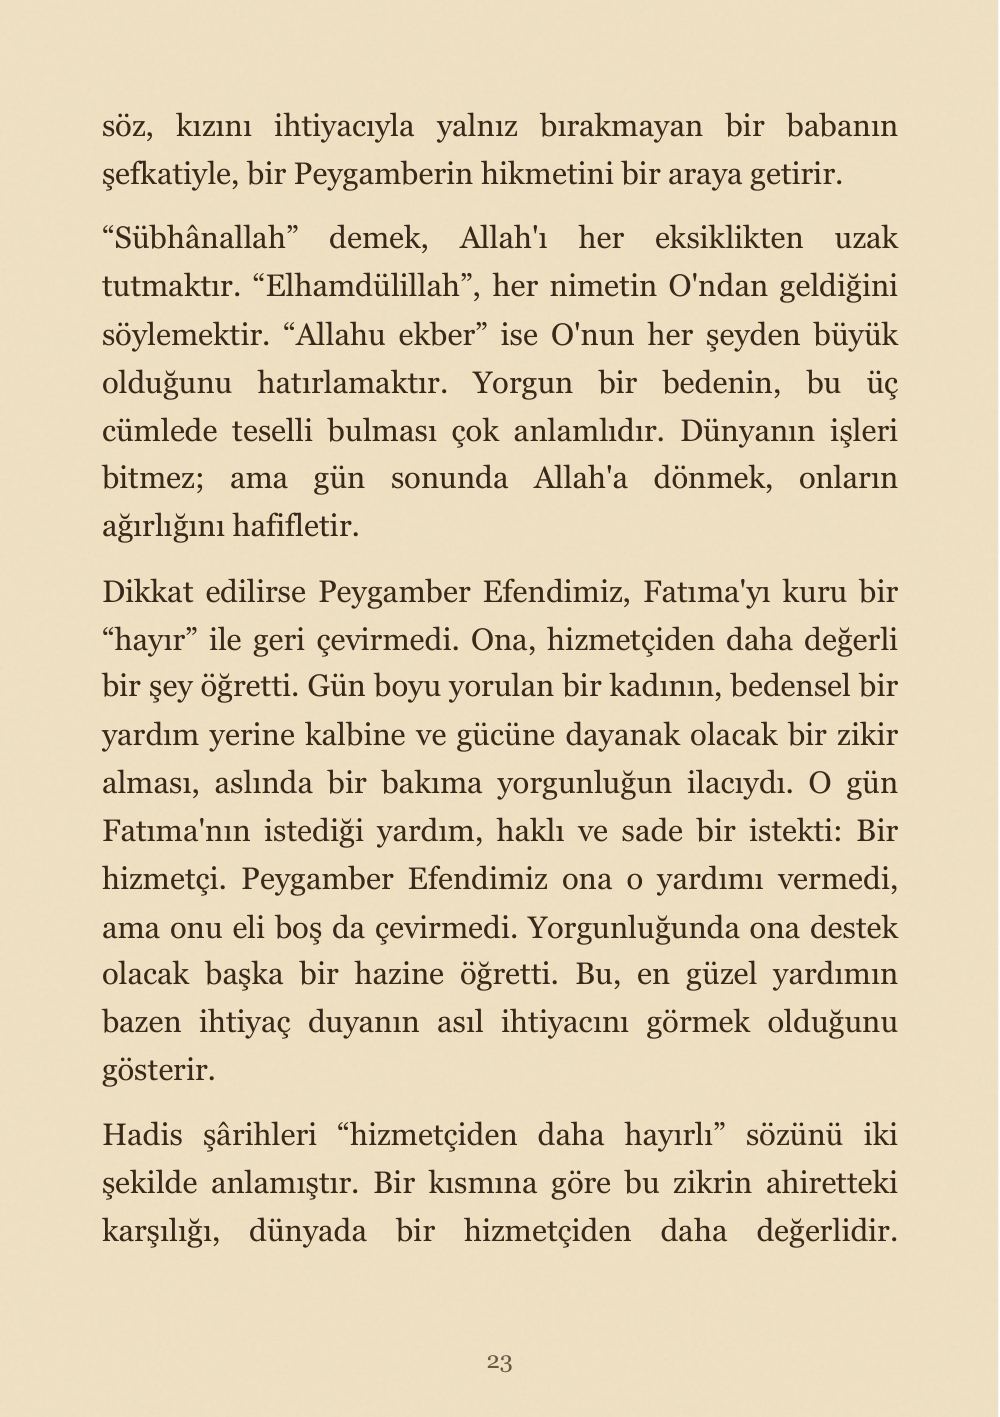 söz, kızını ihtiyacıyla yalnız bırakmayan bir babanın
şefkatiyle, bir Peygamberin hikmetini bir araya getirir.
“Sübhânallah” demek, Allah'ı her eksiklikten uzak
tutmaktır. “Elhamdülillah”, her nimetin O'ndan geldiğini
söylemektir. “Allahu ekber” ise O'nun her şeyden büyük
olduğunu hatırlamaktır. Yorgun bir bedenin, bu üç
cümlede teselli bulması çok anlamlıdır. Dünyanın işleri
bitmez; ama gün sonunda Allah'a dönmek, onların
ağırlığını hafifletir.
Dikkat edilirse Peygamber Efendimiz, Fatıma'yı kuru bir
“hayır” ile geri çevirmedi. Ona, hizmetçiden daha değerli
bir şey öğretti. Gün boyu yorulan bir kadının, bedensel bir
yardım yerine kalbine ve gücüne dayanak olacak bir zikir
alması, aslında bir bakıma yorgunluğun ilacıydı. O gün
Fatıma'nın istediği yardım, haklı ve sade bir istekti: Bir
hizmetçi. Peygamber Efendimiz ona o yardımı vermedi,
ama onu eli boş da çevirmedi. Yorgunluğunda ona destek
olacak başka bir hazine öğretti. Bu, en güzel yardımın
bazen ihtiyaç duyanın asıl ihtiyacını görmek olduğunu
gösterir.
Hadis şârihleri “hizmetçiden daha hayırlı” sözünü iki
şekilde anlamıştır. Bir kısmına göre bu zikrin ahiretteki
karşılığı, dünyada bir hizmetçiden daha değerlidir.
23